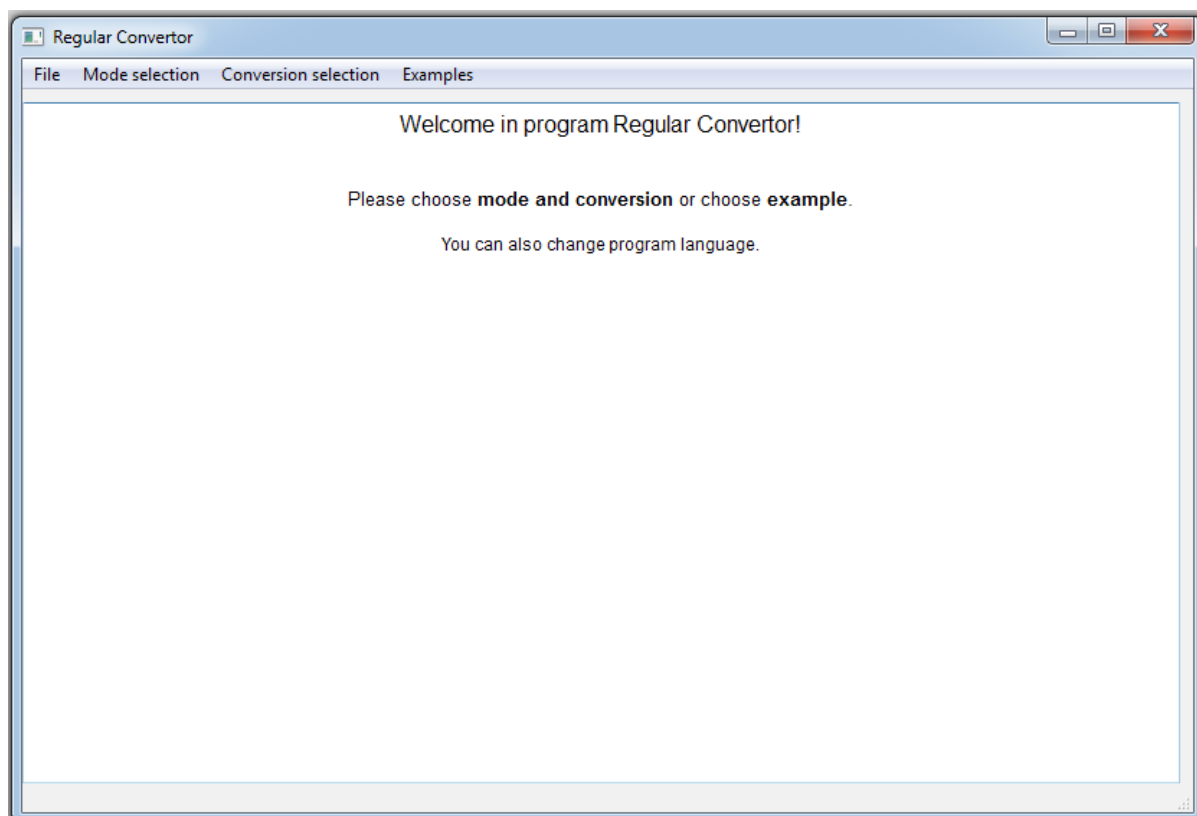 Regular Convertor
File Mode selection Conversion selection Examples
Welcome in program Regular Convertor!
Please choose mode and conversion or choose example.
You can also change program language.